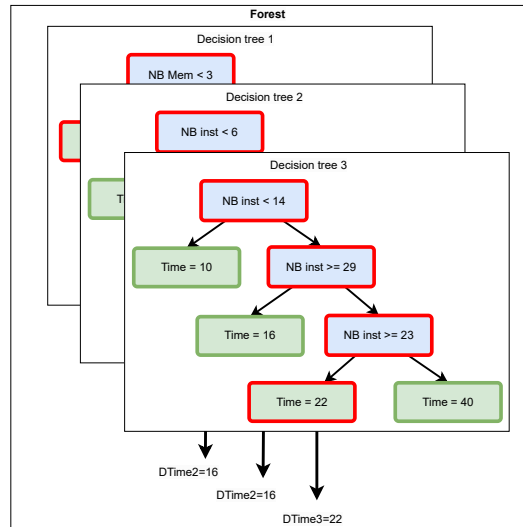 Forest
Decision tree 1
NB Mem < 3
Decision tree 2
NB inst < 6
Decision tree 3
NB inst < 14
Time = 10
NB inst >= 29
Time = 16
NB inst >= 23
Time = 22
Time = 40
DTime2=16
DTime2=16
DTime3=22